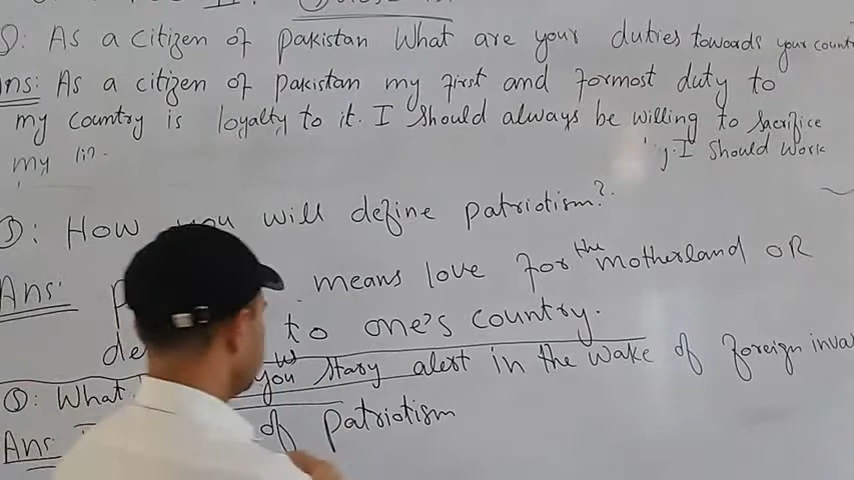 Q: As a citizen of pakistan What are your duties towards your count
Ans: As a citizen of pakistan my first and formost duty to
my country is loyalty to it. I should always be willing to sacrifice
my I should work
Q: How you will define patriotism?
Ans: means love for the motherland OR
de to one's country.
Q: What you stary alert in the wake of foreign inva
Ans of patriotism